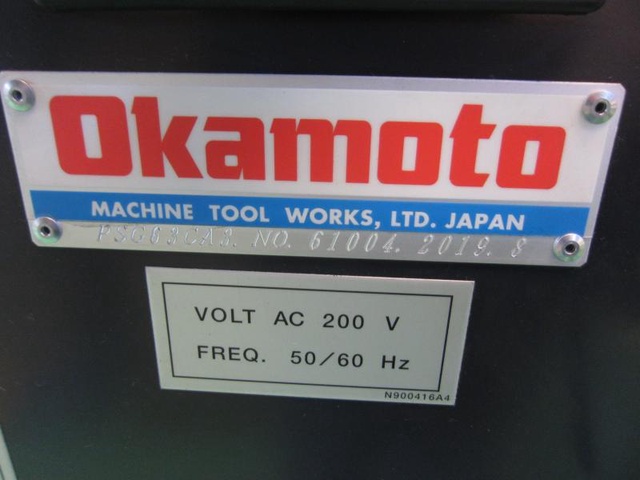 Okamoto
MACHINE TOOL WORKS, LTD. JAPAN
PSG63CA3. NO. 61004. 2019. 8
VOLT AC 200 V
FREQ. 50/60 Hz
N900416A4